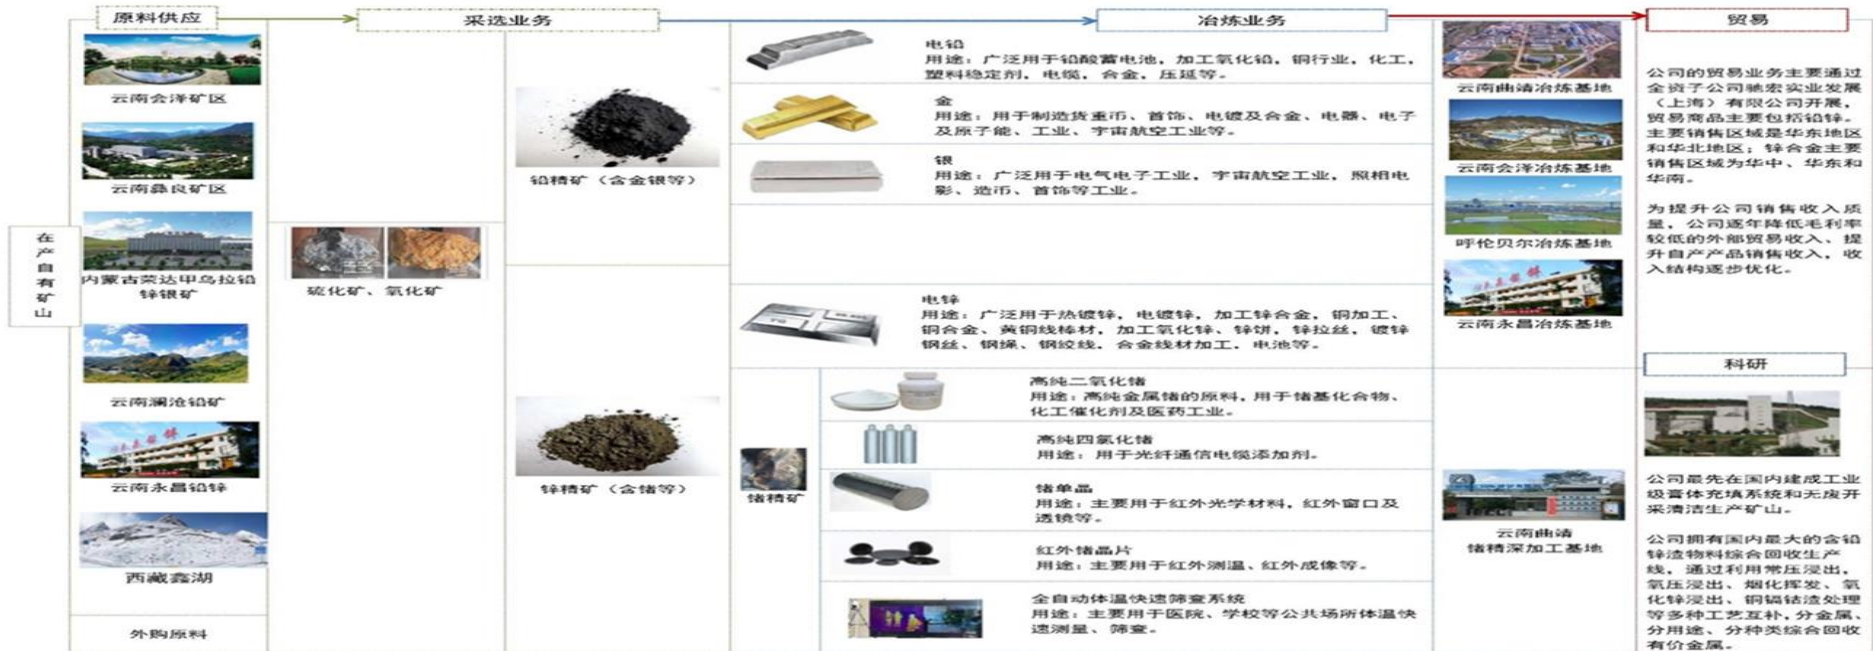 原料供应
采选业务
冶炼业务
贸易
在产自有矿山
云南会泽矿区
云南彝良矿区
内蒙古荣达甲乌拉铅
锌银矿
云南澜沧铅矿
云南永昌铅锌
西藏鑫湖
外购原料
硫化矿、氧化矿
铅精矿（含金银等）
锌精矿（含锗等）
电铅
用途：广泛用于铅酸蓄电池，加工氧化铅，铜行业，化工，
塑料稳定剂，电缆，合金，压延等。
金
用途：用于制造货重币、首饰、电镀及合金、电器、电子
及原子能、工业、宇宙航空工业等。
银
用途：广泛用于电气电子工业，宇宙航空工业，照相电
影、造币、首饰等工业。
电锌
用途：广泛用于热镀锌，电镀锌，加工锌合金，铜加工、
铜合金、黄铜线棒材，加工氧化锌、锌饼，锌拉丝，镀锌
钢丝、钢绳、钢绞线，合金线材加工，电池等。
锗精矿
高纯二氧化锗
用途：高纯金属锗的原料，用于锗基化合物、
化工催化剂及医药工业。
高纯四氯化锗
用途：用于光纤通信电缆添加剂。
锗单晶
用途：主要用于红外光学材料，红外窗口及
透镜等。
红外锗晶片
用途：主要用于红外测温、红外成像等。
全自动体温快速筛查系统
用途：主要用于医院、学校等公共场所体温快
速测量、筛查。
云南曲靖冶炼基地
云南会泽冶炼基地
呼伦贝尔冶炼基地
云南永昌冶炼基地
云南曲靖
锗精深加工基地
公司的贸易业务主要通过
全资子公司驰宏实业发展
（上海）有限公司开展，
贸易商品主要包括铅锌。
主要销售区域是华东地区
和华北地区；锌合金主要
销售区域为华中、华东和
华南。
为提升公司销售收入质
量，公司逐年降低毛利率
较低的外部贸易收入、提
升自产产品销售收入，收
入结构逐步优化。
科研
公司最先在国内建成工业
级膏体充填系统和无废开
采清洁生产矿山。
公司拥有国内最大的含铅
锌渣物料综合回收生产
线，通过利用常压浸出，
氧压浸出、烟化挥发、氧
化锌浸出、铜镉钴渣处理
等多种工艺互补，分金属、
分用途、分种类综合回收
有价金属。